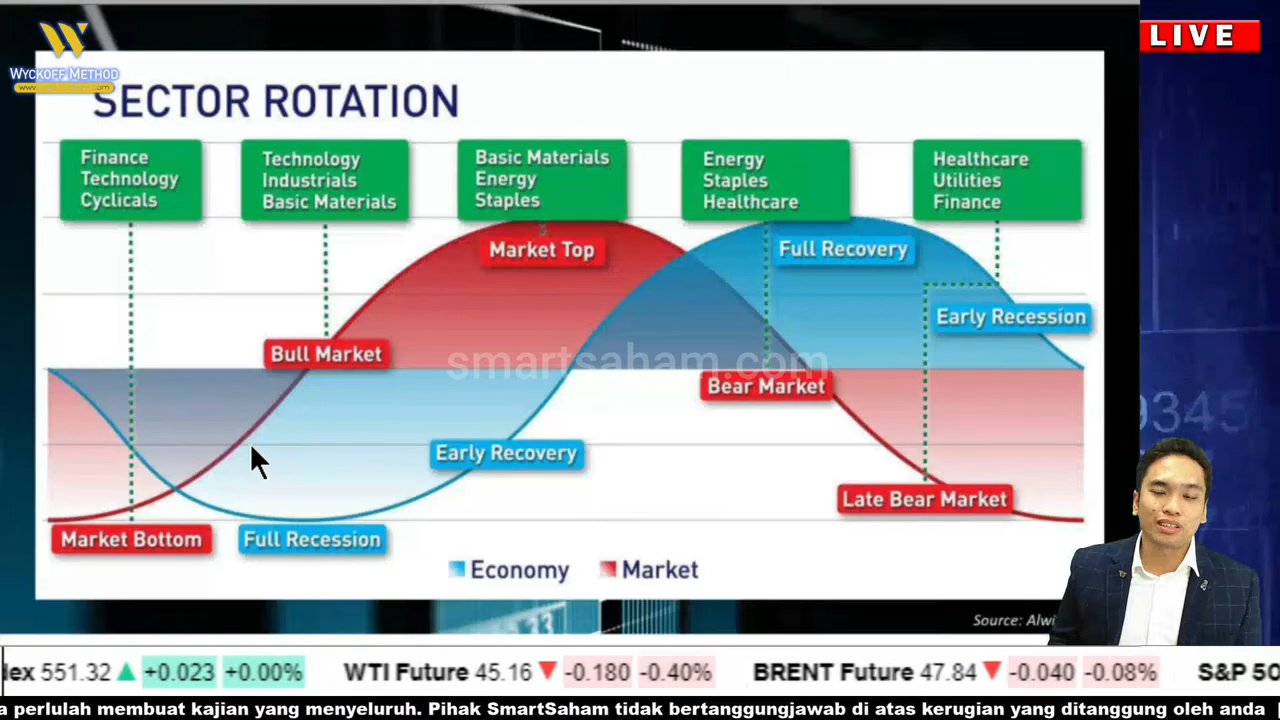 WYCKOFF METHOD
LIVE
SECTOR ROTATION
Finance
Technology
Cyclicals
Technology
Industrials
Basic Materials
Basic Materials
Energy
Staples
Energy
Staples
Healthcare
Healthcare
Utilities
Finance
Market Top
Full Recovery
Early Recession
Bull Market
smartsaham.com
Bear Market
Early Recovery
Late Bear Market
Market Bottom
Full Recession
Economy
Market
9345
Source: Alwi
dex 551.32 +0.023 +0.00% WTI Future 45.16 -0.180 -0.40% BRENT Future 47.84 -0.040 -0.08% S&P 50
a perlulah membuat kajian yang menyeluruh. Pihak SmartSaham tidak bertanggungjawab di atas kerugian yang ditanggung oleh anda